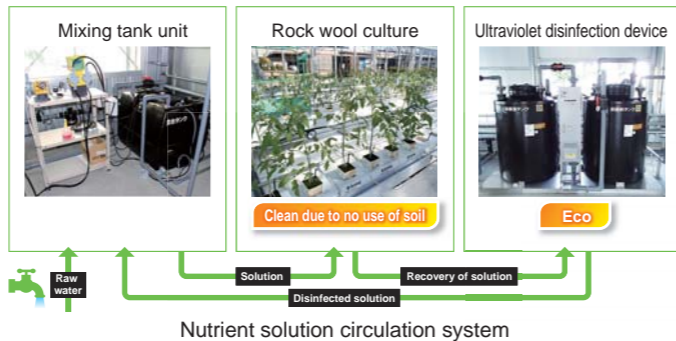 Mixing tank unit
Rock wool culture
Ultraviolet disinfection device
Clean due to no use of soil
Eco
Raw
water
Solution
Recovery of solution
Disinfected solution
Nutrient solution circulation system